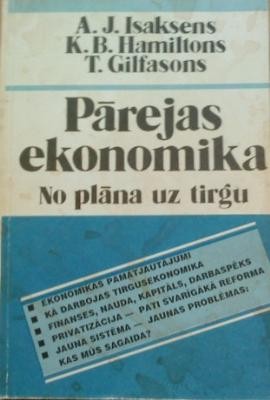 A. J. Isaksens
K. B. Hamiltons
T. Gilfasons
Pārejas
ekonomika
No plāna uz tirgu
EKONOMIKAS PAMATJAUTĀJUMI
KĀ DARBOJAS TIRGUSEKONOMIKA
FINANSES, NAUDA, KAPITĀLS, DARBASPĒKS
PRIVATIZĀCIJA — PATI SVARĪGĀKĀ REFORMA
JAUNA SISTĒMA — JAUNAS PROBLĒMAS:
KAS MŪS SAGAIDA?